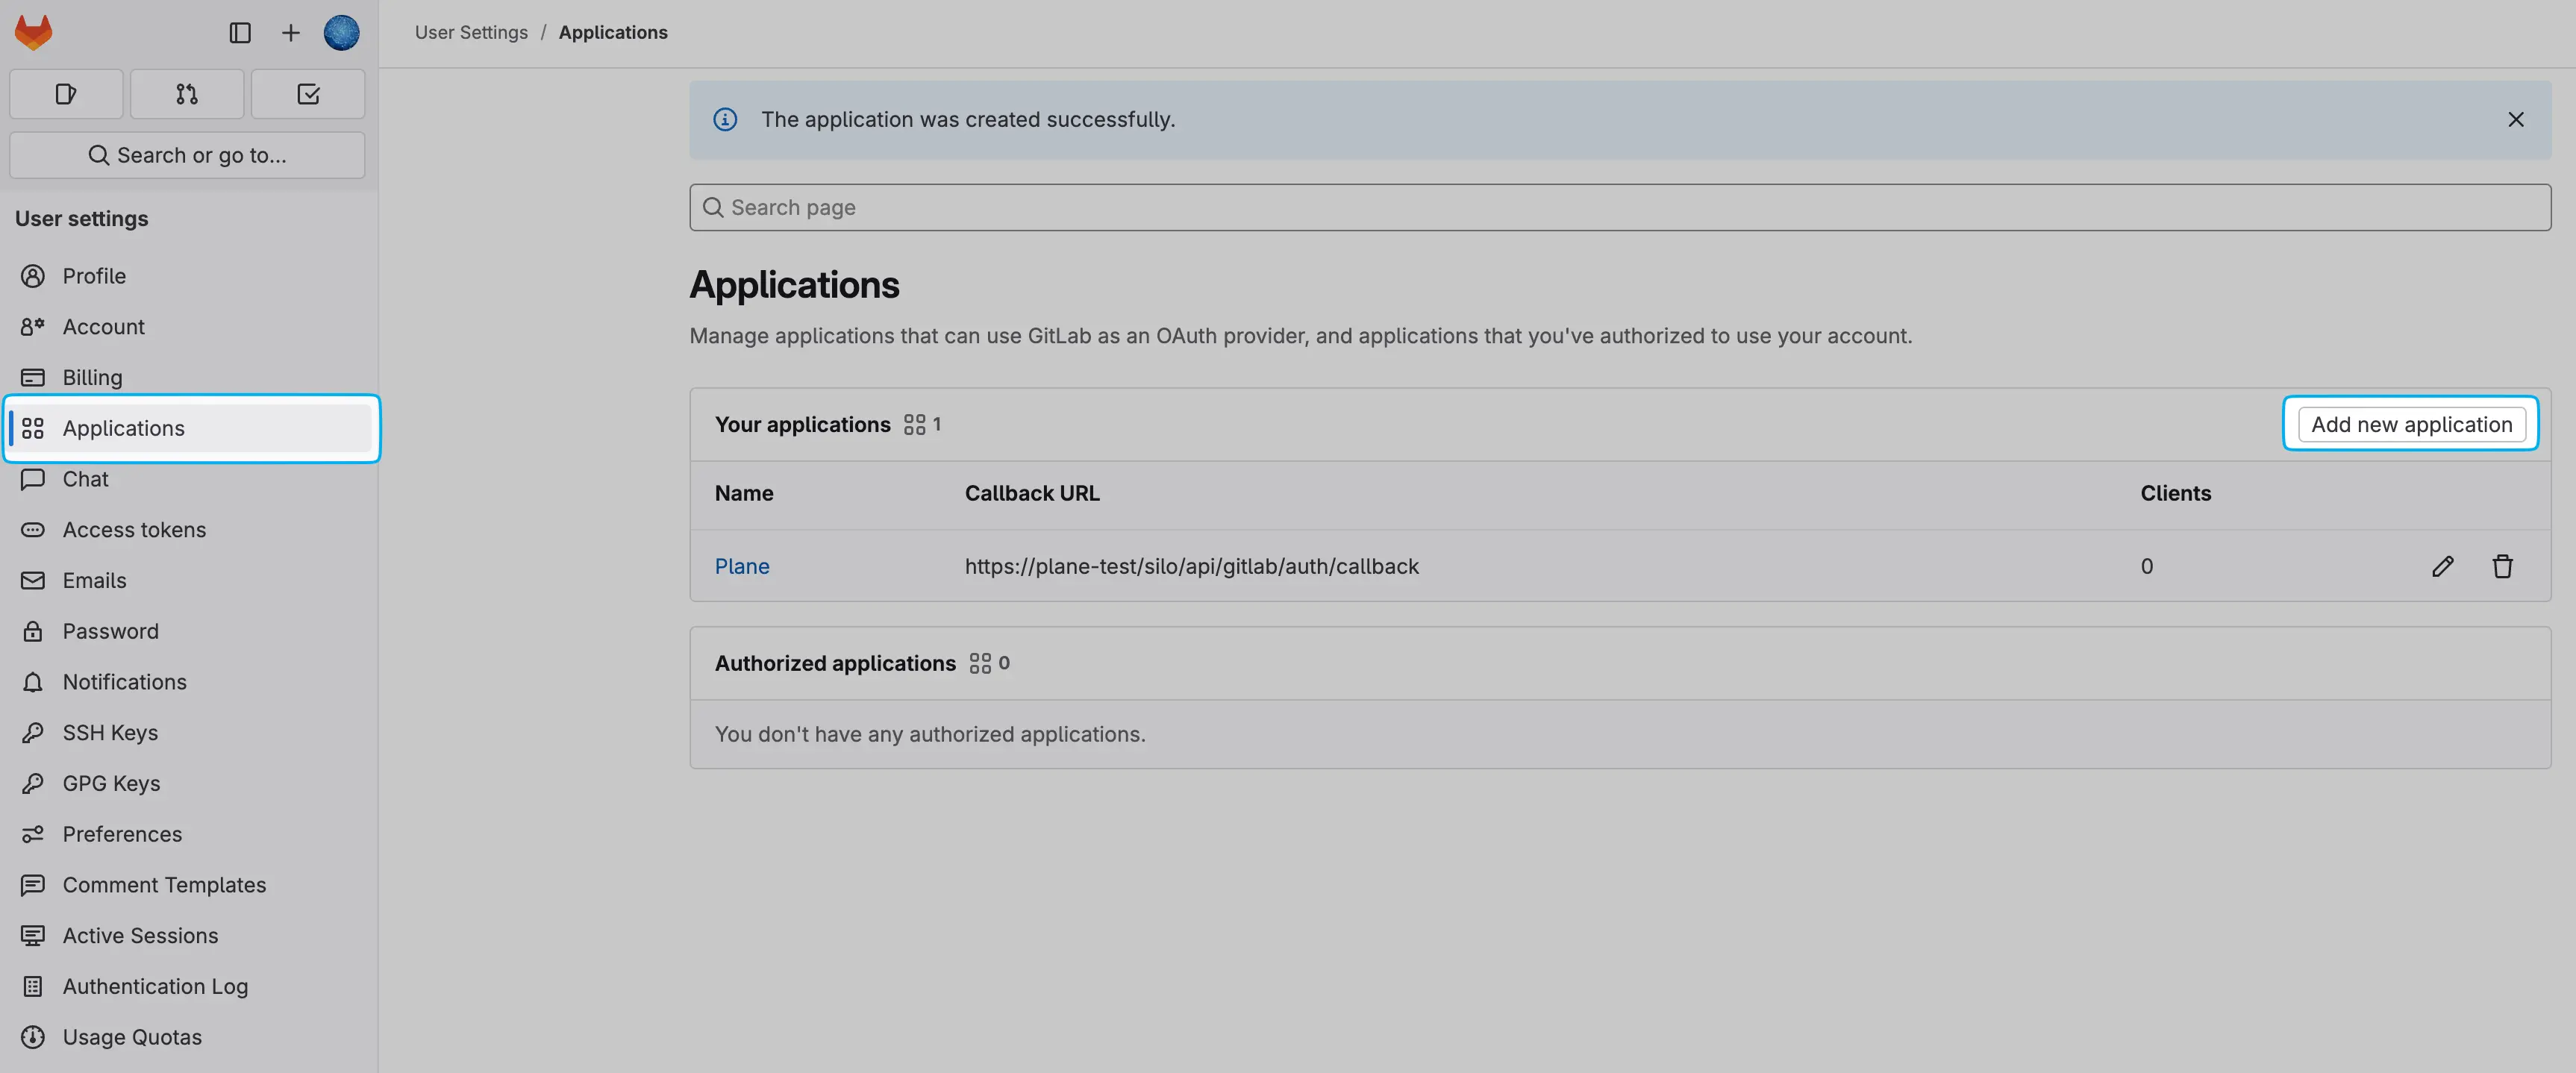 User Settings / Applications
The application was created successfully.
Search or go to...
Search page
User settings
Profile
Account
Billing
Applications
Chat
Access tokens
Emails
Password
Notifications
SSH Keys
GPG Keys
Preferences
Comment Templates
Active Sessions
Authentication Log
Usage Quotas
Applications
Manage applications that can use GitLab as an OAuth provider, and applications that you've authorized to use your account.
Your applications 1
Add new application
Name Callback URL Clients
Plane https://plane-test/silo/api/gitlab/auth/callback 0
Authorized applications 0
You don't have any authorized applications.